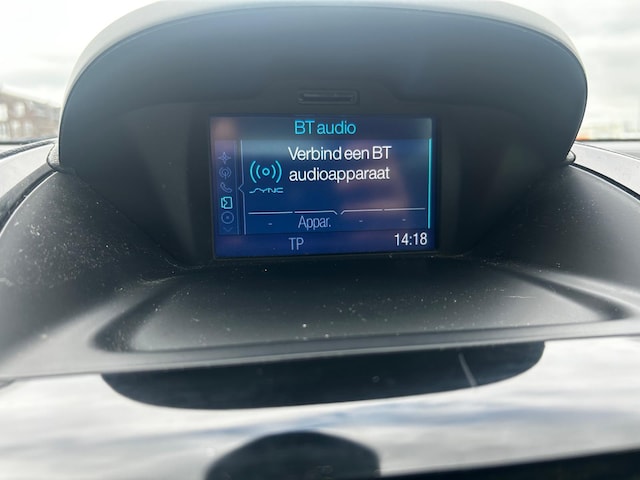 BT audio
Verbind een BT
audioapparaat
SYNC
- Appar. - -
TP 14:18